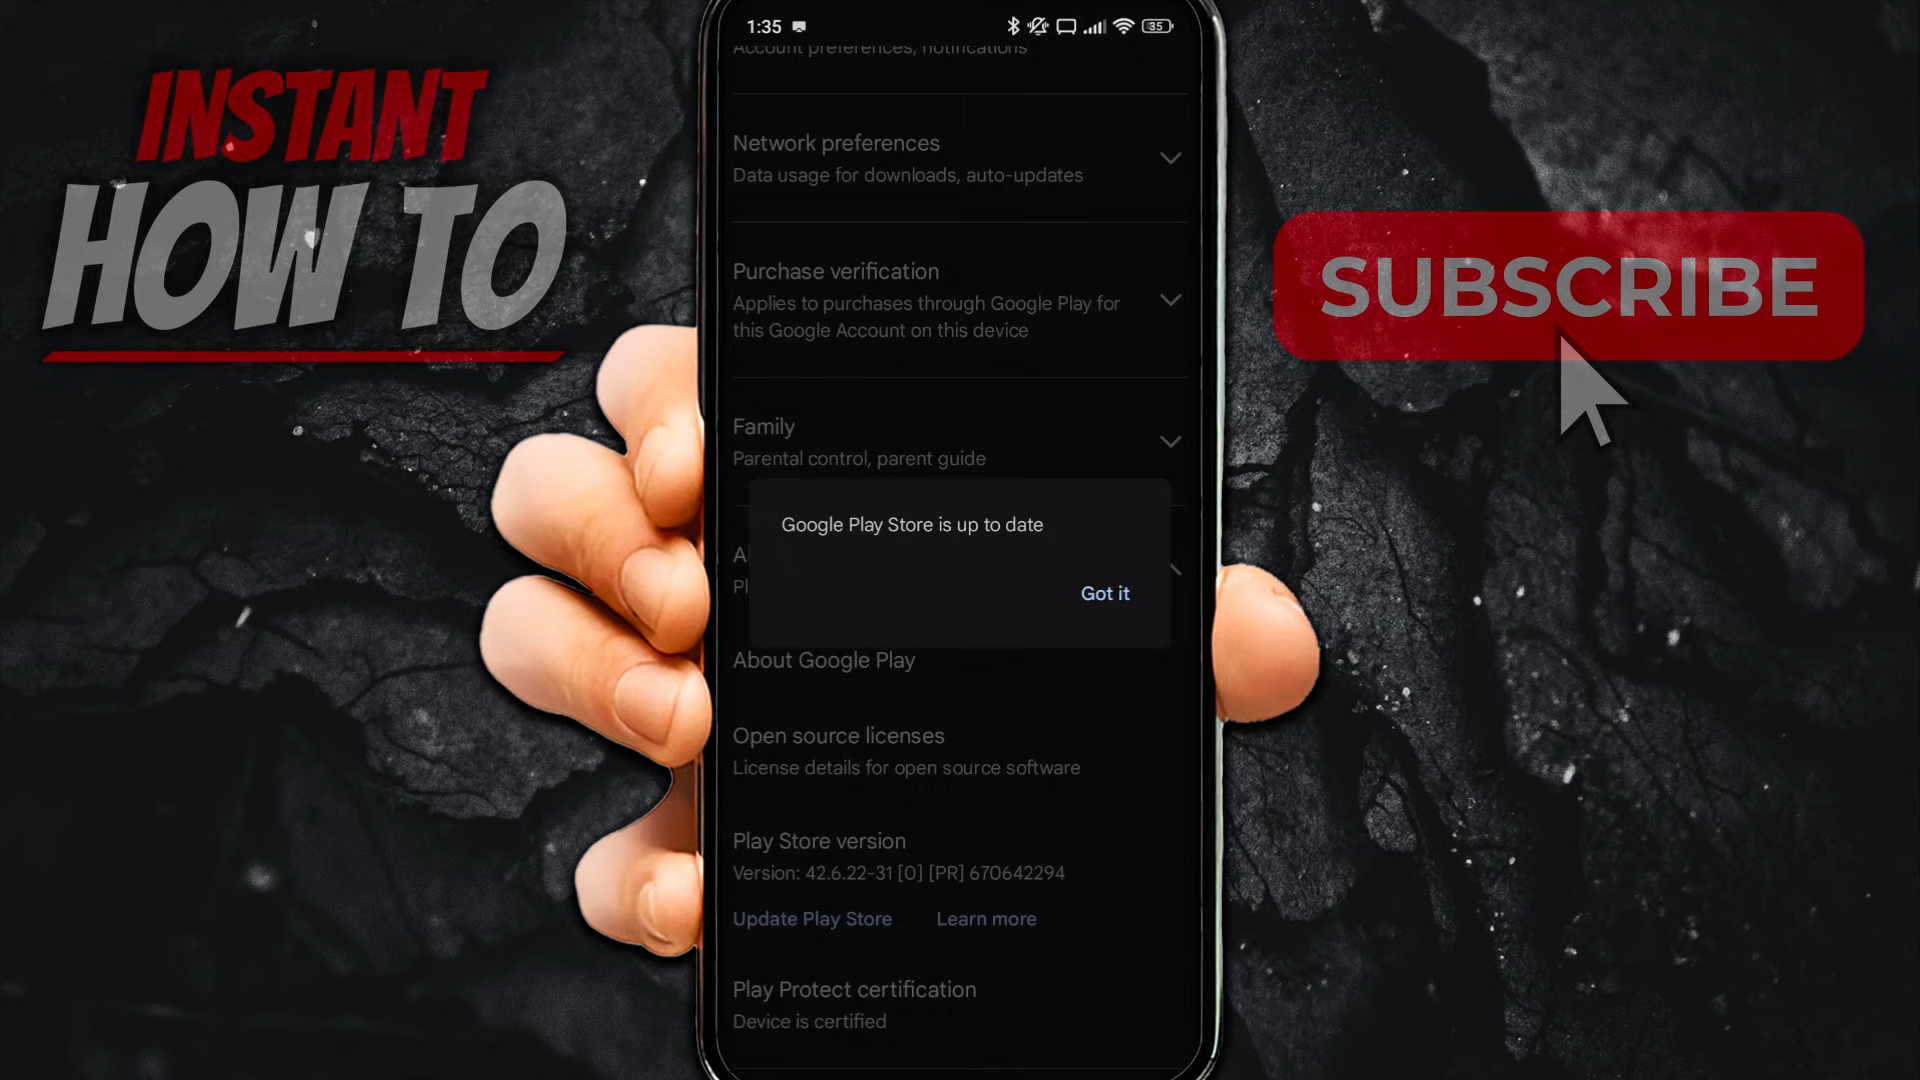 INSTANT
HOW TO
SUBSCRIBE
1:35
35
Account preferences, notifications
Network preferences
Data usage for downloads, auto-updates
Purchase verification
Applies to purchases through Google Play for
this Google Account on this device
Family
Parental control, parent guide
Google Play Store is up to date
Got it
About Google Play
Open source licenses
License details for open source software
Play Store version
Version: 42.6.22-31 [0] [PR] 670642294
Update Play Store Learn more
Play Protect certification
Device is certified